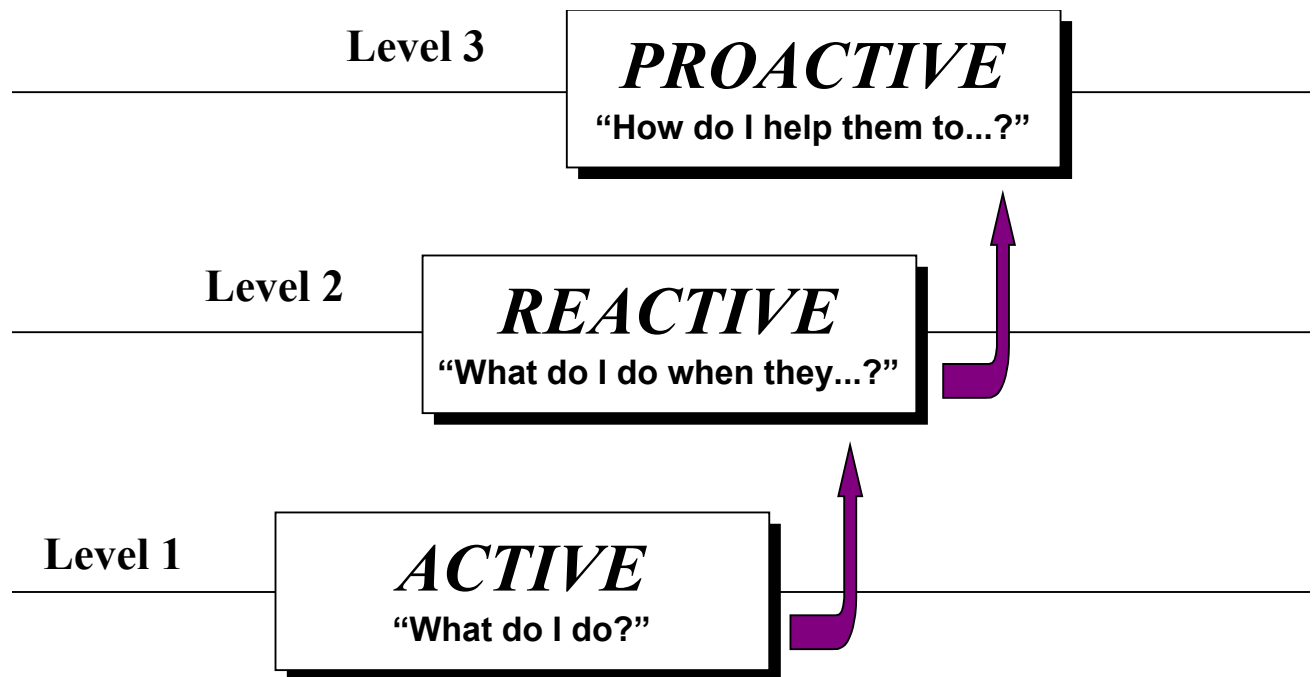 Level 3
PROACTIVE
“How do I help them to...?”
Level 2
REACTIVE
“What do I do when they...?”
Level 1
ACTIVE
“What do I do?”